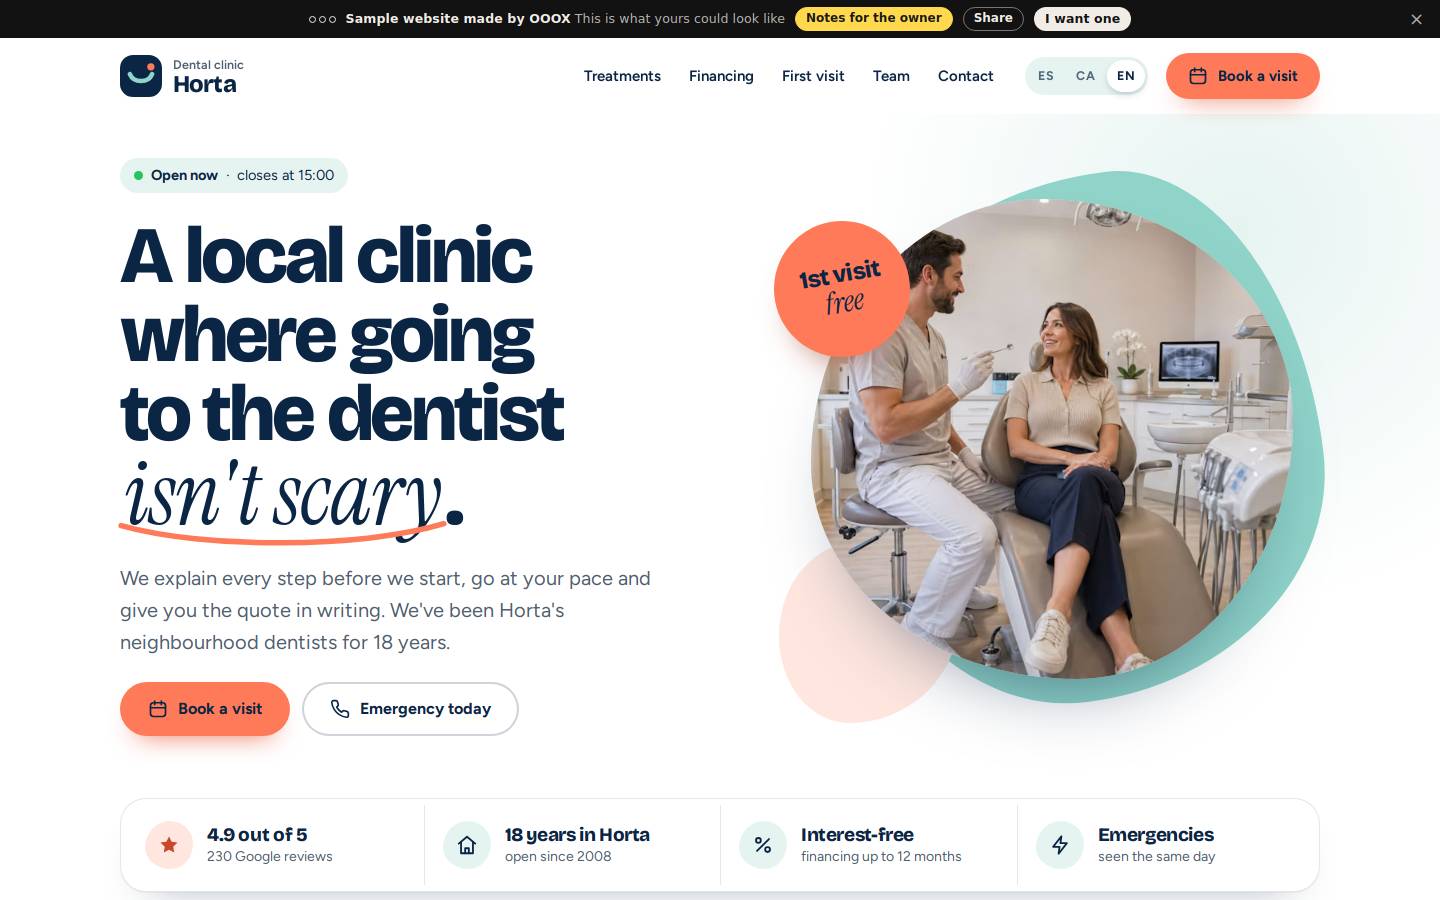 Sample website made by OOOX This is what yours could look like Notes for the owner Share I want one
Dental clinic
Horta
Treatments Financing First visit Team Contact ES CA EN Book a visit
Open now · closes at 15:00
A local clinic
where going
to the dentist
isn't scary.
1st visit
free
We explain every step before we start, go at your pace and
give you the quote in writing. We've been Horta's
neighbourhood dentists for 18 years.
Book a visit Emergency today
4.9 out of 5
230 Google reviews
18 years in Horta
open since 2008
Interest-free
financing up to 12 months
Emergencies
seen the same day